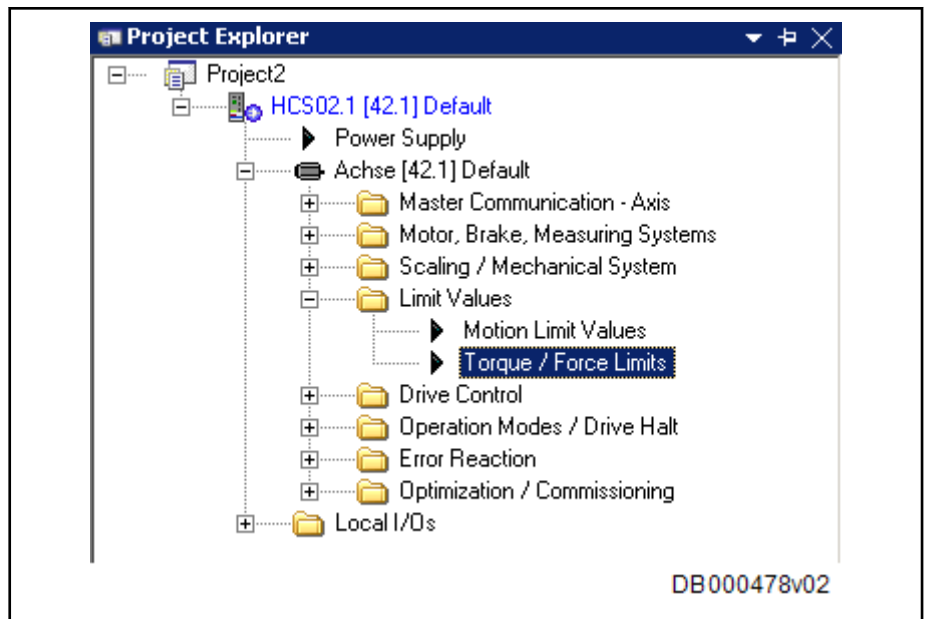 Project Explorer
Project2
HCS02.1 [42.1] Default
Power Supply
Achse [42.1] Default
Master Communication - Axis
Motor, Brake, Measuring Systems
Scaling / Mechanical System
Limit Values
Motion Limit Values
Torque / Force Limits
Drive Control
Operation Modes / Drive Halt
Error Reaction
Optimization / Commissioning
Local I/Os
DB000478v02